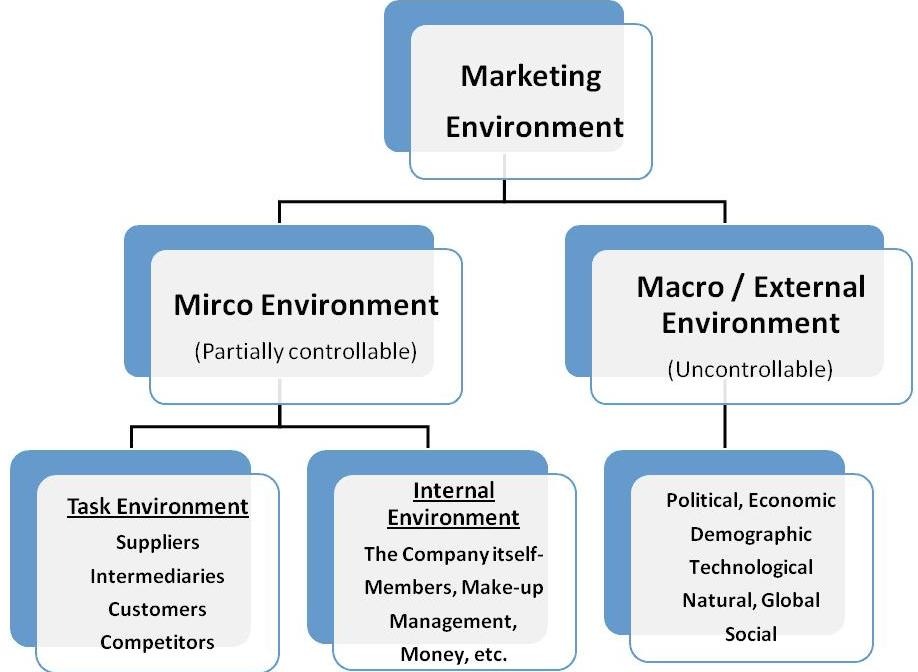 Marketing
Environment
Mirco Environment
(Partially controllable)
Macro / External
Environment
(Uncontrollable)
Task Environment
Suppliers
Intermediaries
Customers
Competitors
Internal
Environment
The Company itself-
Members, Make-up
Management,
Money, etc.
Political, Economic
Demographic
Technological
Natural, Global
Social